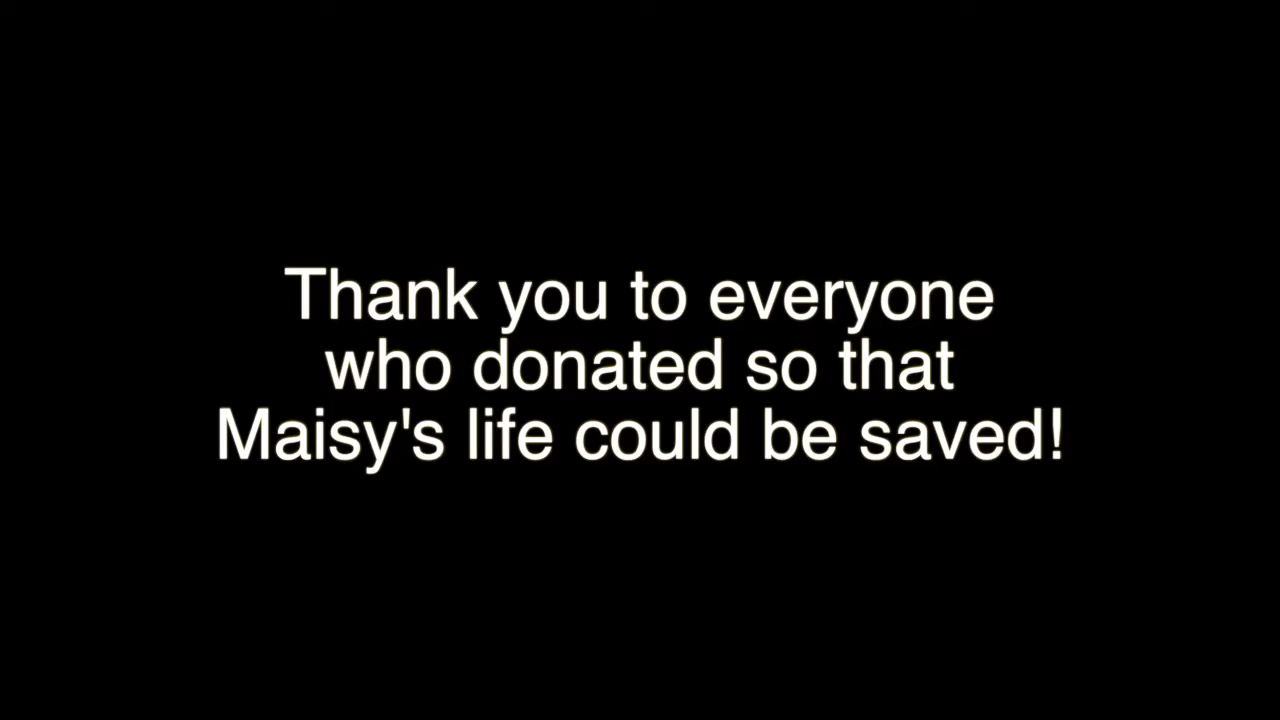 Thank you to everyone
who donated so that
Maisy's life could be saved!